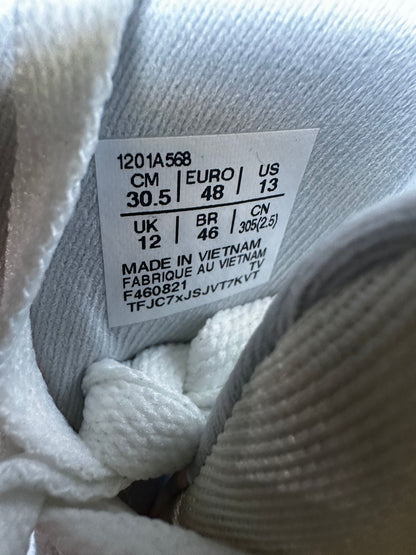 1201A568
CM | EURO | US
30.5 | 48 | 13
UK | BR | CN
12 | 46 | 305(2.5)
MADE IN VIETNAM
FABRIQUE AU VIETNAM
F460821 TV
TFJC7xJSJVT7KVT